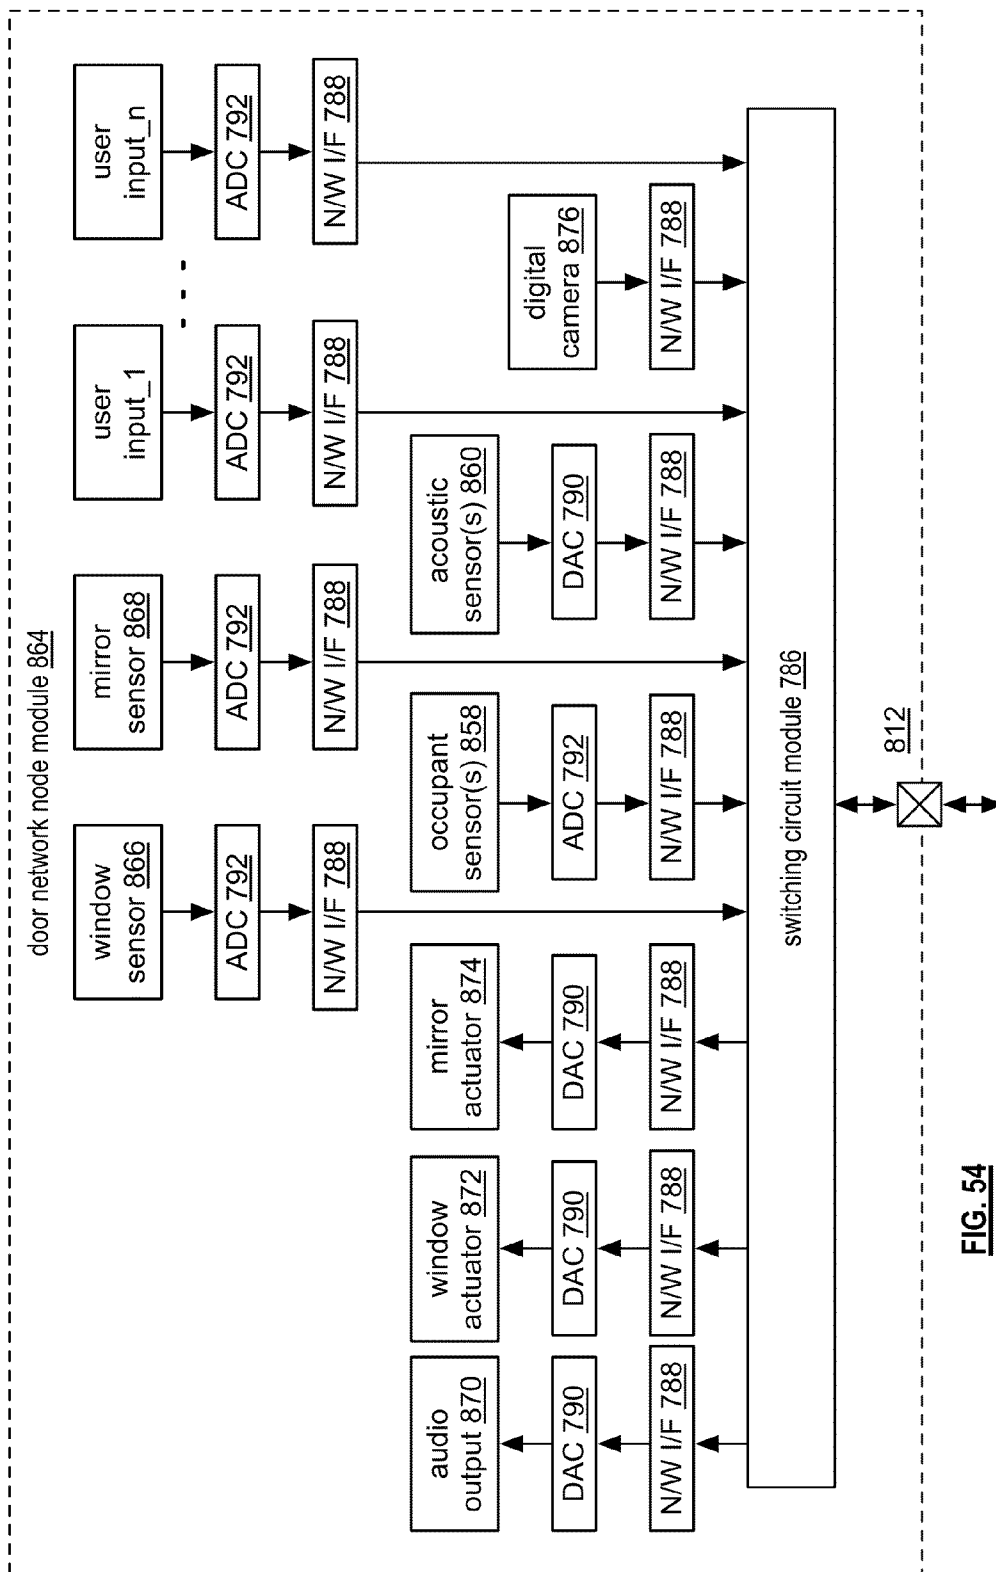 door network node module 864
window
sensor 866
ADC 792
N/W I/F 788
mirror
sensor 868
ADC 792
N/W I/F 788
user
input_1
ADC 792
N/W I/F 788
. . .
user
input_n
ADC 792
N/W I/F 788
audio
output 870
DAC 790
N/W I/F 788
window
actuator 872
DAC 790
N/W I/F 788
mirror
actuator 874
DAC 790
N/W I/F 788
occupant
sensor(s) 858
ADC 792
N/W I/F 788
acoustic
sensor(s) 860
DAC 790
N/W I/F 788
digital
camera 876
N/W I/F 788
switching circuit module 786
812
FIG. 54